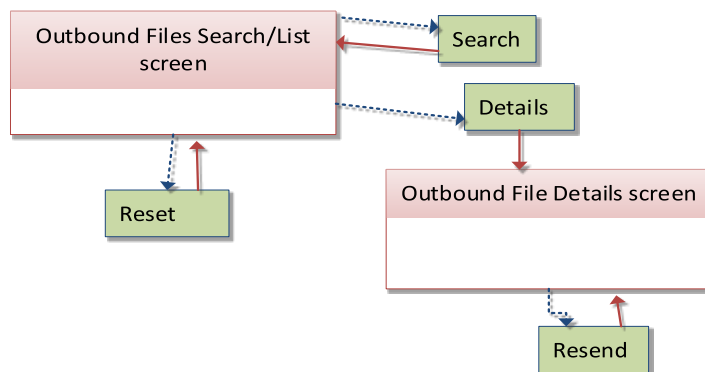 Outbound Files Search/List
screen
Search
Details
Reset
Outbound File Details screen
Resend